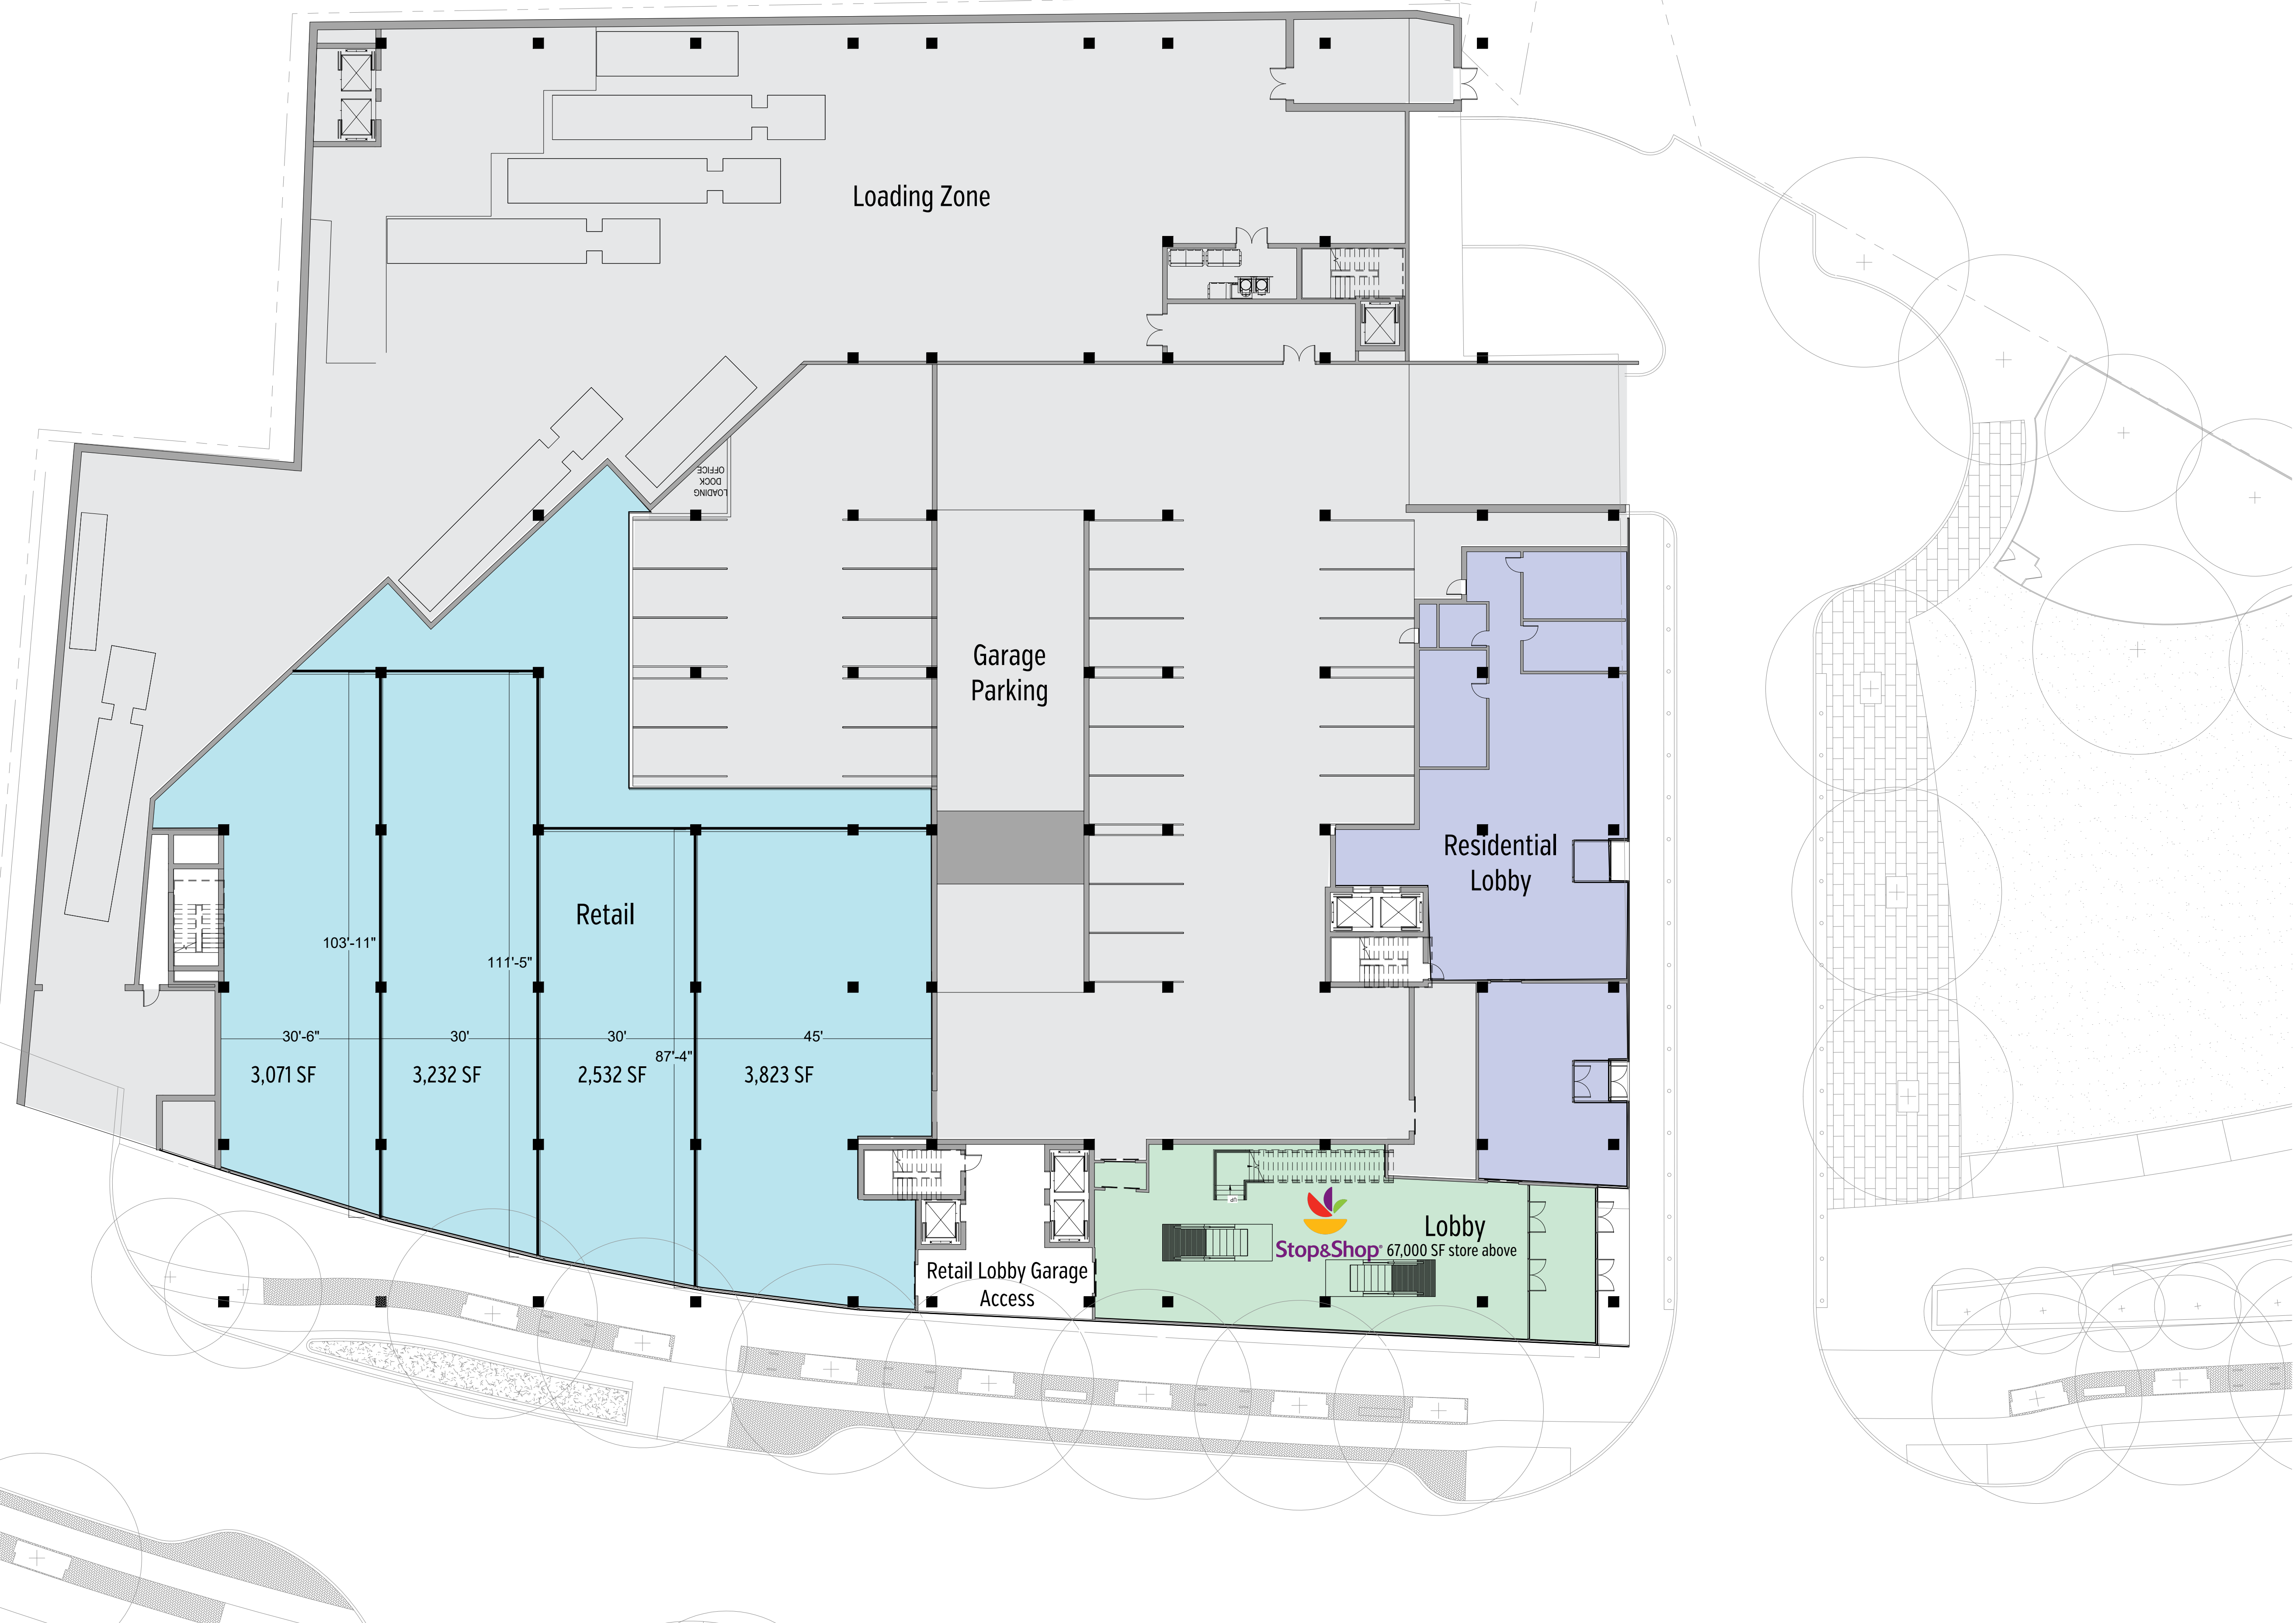 Loading Zone
LOADING
DOCK
OFFICE
Garage
Parking
Residential
Lobby
Retail
103'-11"
111'-5"
30'-6"
30'
30'
45'
87'-4"
3,071 SF
3,232 SF
2,532 SF
3,823 SF
UP
Lobby
Stop&Shop®
67,000 SF store above
Retail Lobby Garage
Access